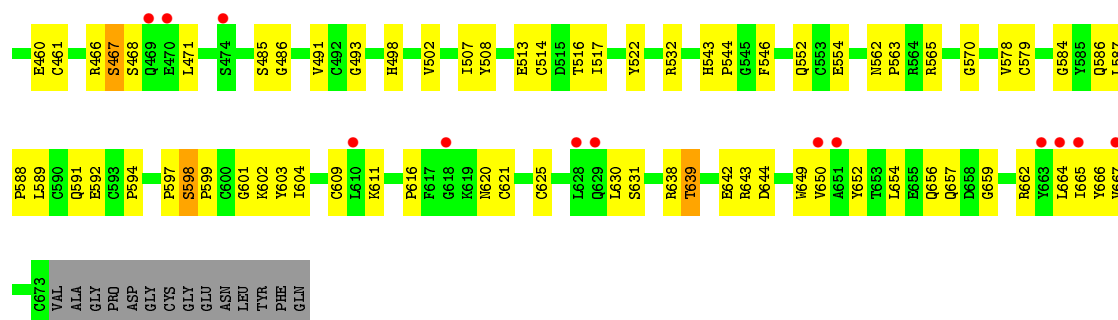 E460 C461 R466 S467 S468 Q469 E470 L471 S474 S485 G486 V491 C492 G493 H498 V502 I507 Y508 E513 C514 D515 T516 I517 Y522 R532 H543 P544 G545 F546 Q552 C553 E554 N562 P563 R564 R565 G570 V578 C579 G584 Y585 Q586 L587
P588 L589 C590 Q591 E592 C593 P594 P597 S598 P599 C600 G601 K602 Y603 I604 C609 L610 K611 P616 F617 G618 K619 N620 C621 C625 L628 Q629 L630 S631 R638 T639 E642 R643 D644 W649 V650 A651 Y652 T653 L654 E655 Q656 Q657 D658 G659 R662 Y663 L664 I665 Y666
C673 VAL ALA GLY PRO ASP GLY CYS GLY GLU ASN LEU TYR PHE GLN